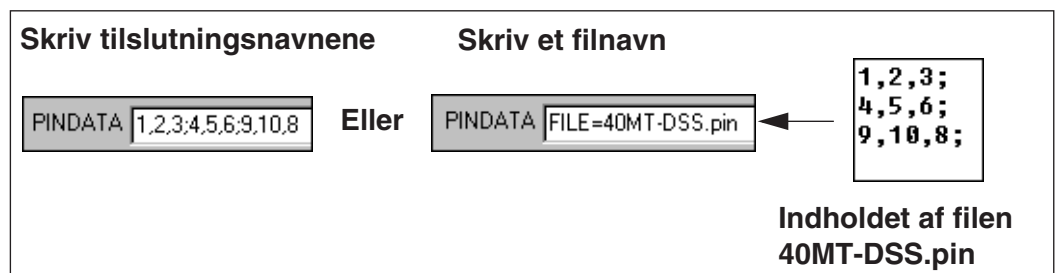 Skriv tilslutningsnavnene
PINDATA 1,2,3;4,5,6;9,10,8
Eller
Skriv et filnavn
PINDATA FILE=40MT-DSS.pin
1,2,3;
4,5,6;
9,10,8;
Indholdet af filen
40MT-DSS.pin